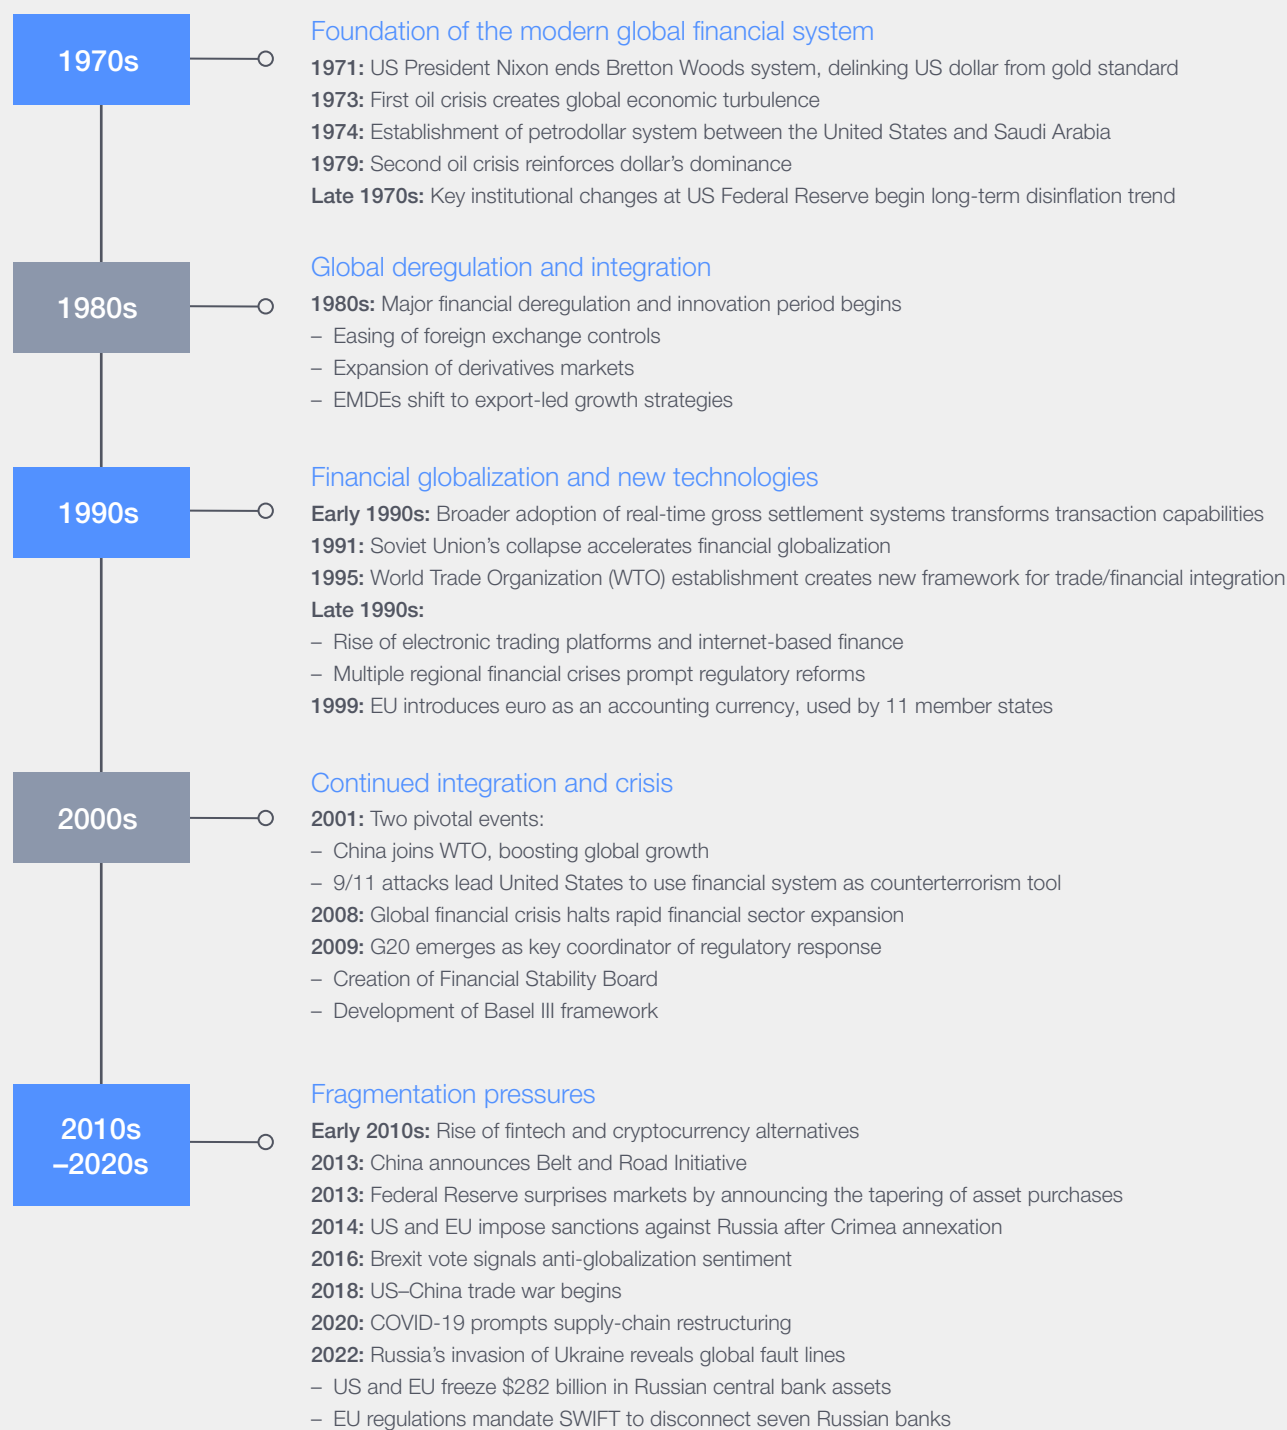 1970s
Foundation of the modern global financial system
1971: US President Nixon ends Bretton Woods system, delinking US dollar from gold standard
1973: First oil crisis creates global economic turbulence
1974: Establishment of petrodollar system between the United States and Saudi Arabia
1979: Second oil crisis reinforces dollar’s dominance
Late 1970s: Key institutional changes at US Federal Reserve begin long-term disinflation trend
1980s
Global deregulation and integration
1980s: Major financial deregulation and innovation period begins
– Easing of foreign exchange controls
– Expansion of derivatives markets
– EMDEs shift to export-led growth strategies
1990s
Financial globalization and new technologies
Early 1990s: Broader adoption of real-time gross settlement systems transforms transaction capabilities
1991: Soviet Union’s collapse accelerates financial globalization
1995: World Trade Organization (WTO) establishment creates new framework for trade/financial integration
Late 1990s:
– Rise of electronic trading platforms and internet-based finance
– Multiple regional financial crises prompt regulatory reforms
1999: EU introduces euro as an accounting currency, used by 11 member states
2000s
Continued integration and crisis
2001: Two pivotal events:
– China joins WTO, boosting global growth
– 9/11 attacks lead United States to use financial system as counterterrorism tool
2008: Global financial crisis halts rapid financial sector expansion
2009: G20 emerges as key coordinator of regulatory response
– Creation of Financial Stability Board
– Development of Basel III framework
2010s
–2020s
Fragmentation pressures
Early 2010s: Rise of fintech and cryptocurrency alternatives
2013: China announces Belt and Road Initiative
2013: Federal Reserve surprises markets by announcing the tapering of asset purchases
2014: US and EU impose sanctions against Russia after Crimea annexation
2016: Brexit vote signals anti-globalization sentiment
2018: US–China trade war begins
2020: COVID-19 prompts supply-chain restructuring
2022: Russia’s invasion of Ukraine reveals global fault lines
– US and EU freeze $282 billion in Russian central bank assets
– EU regulations mandate SWIFT to disconnect seven Russian banks